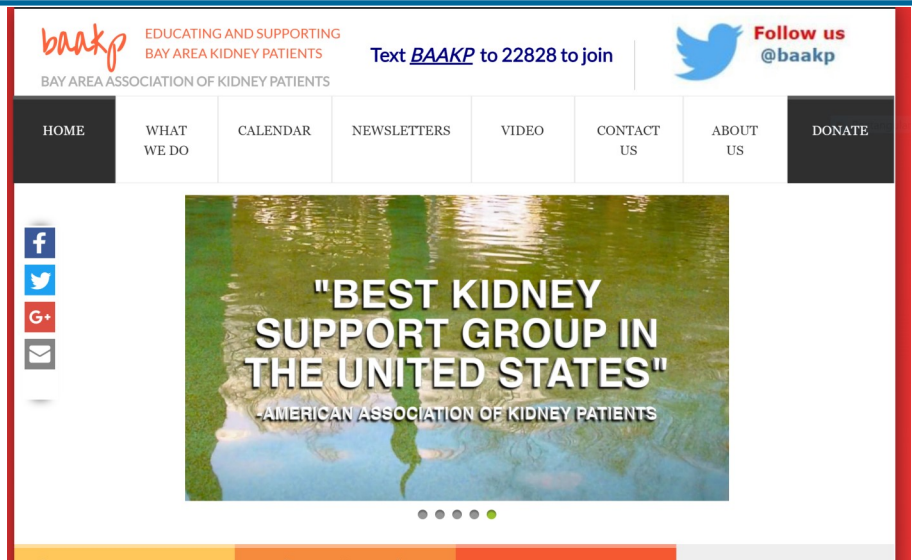 baakp
EDUCATING AND SUPPORTING
BAY AREA KIDNEY PATIENTS
BAY AREA ASSOCIATION OF KIDNEY PATIENTS
Text BAAKP to 22828 to join
Follow us
@baakp
HOME
WHAT
WE DO
CALENDAR
NEWSLETTERS
VIDEO
CONTACT
US
ABOUT
US
DONATE
f
G+
"BEST KIDNEY
SUPPORT GROUP IN
THE UNITED STATES"
-AMERICAN ASSOCIATION OF KIDNEY PATIENTS